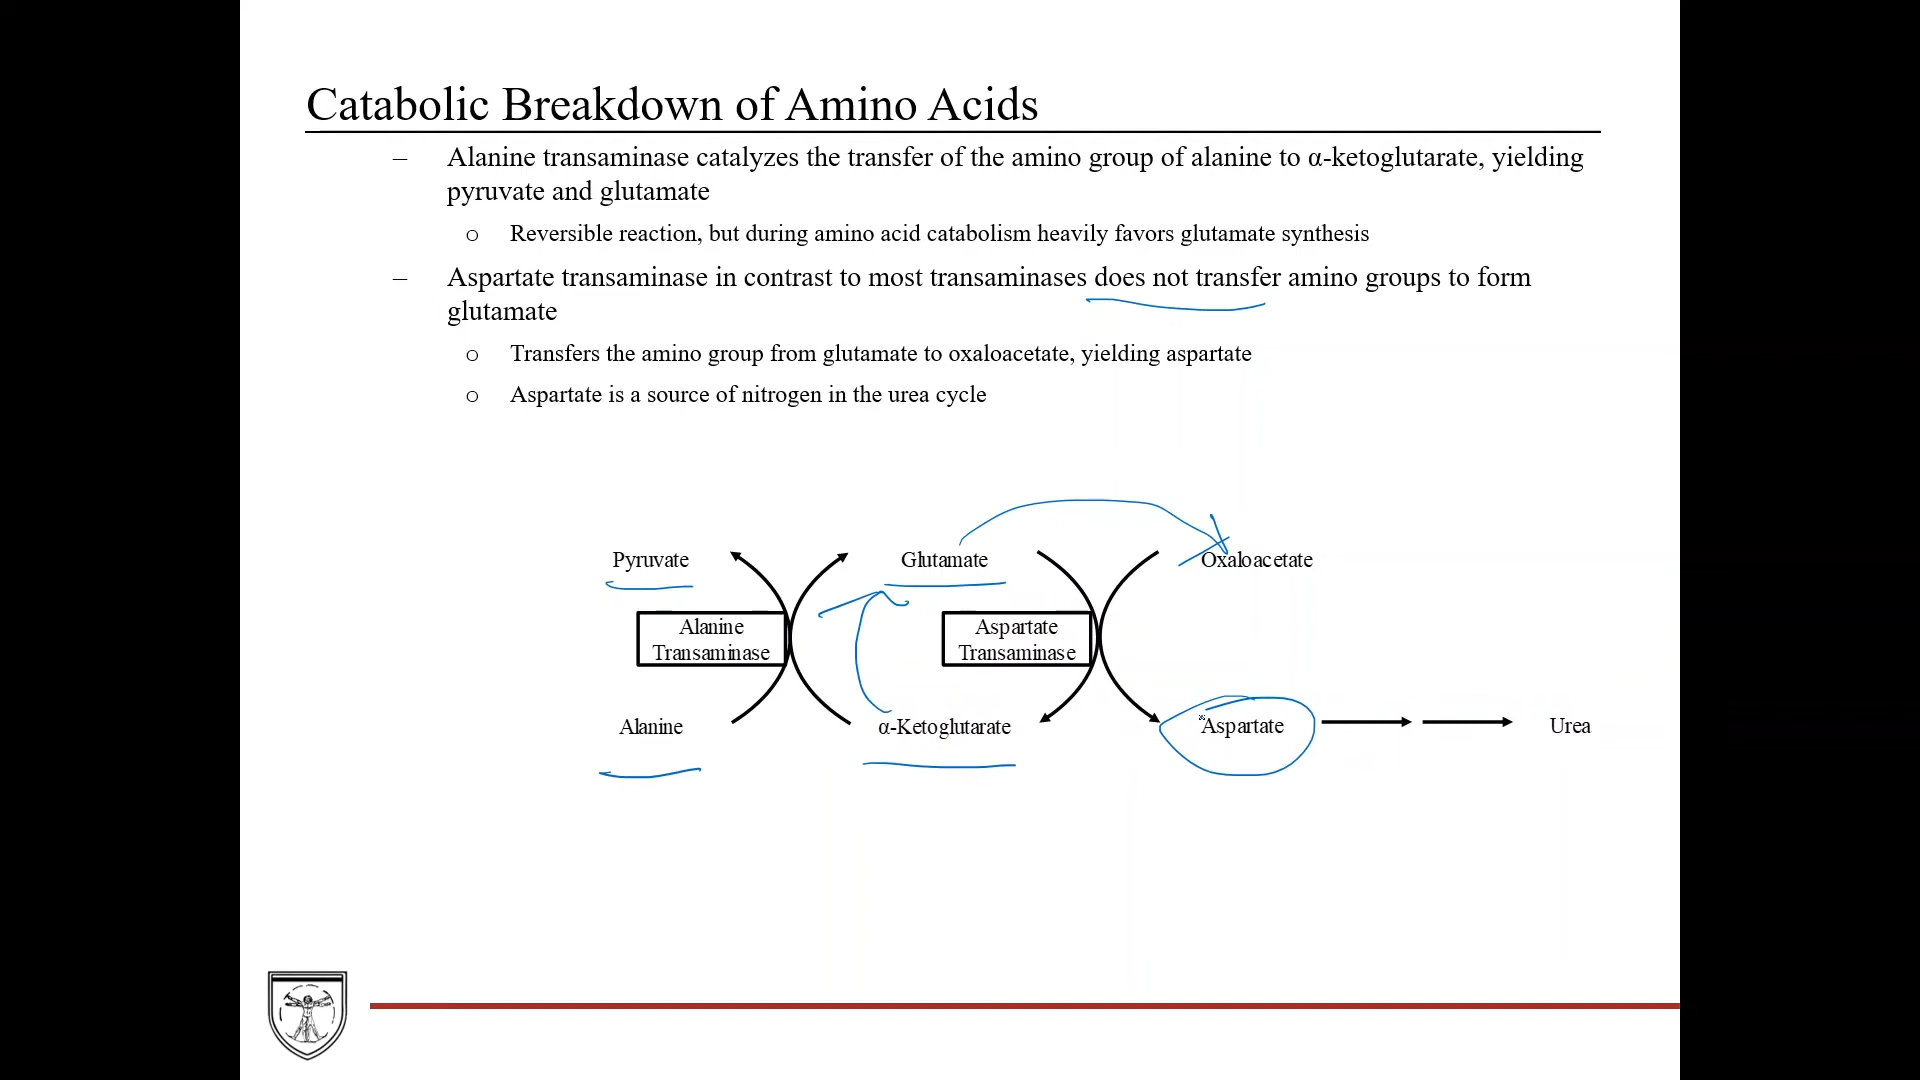 Catabolic Breakdown of Amino Acids
– Alanine transaminase catalyzes the transfer of the amino group of alanine to α-ketoglutarate, yielding
pyruvate and glutamate
o Reversible reaction, but during amino acid catabolism heavily favors glutamate synthesis
– Aspartate transaminase in contrast to most transaminases does not transfer amino groups to form
glutamate
o Transfers the amino group from glutamate to oxaloacetate, yielding aspartate
o Aspartate is a source of nitrogen in the urea cycle
Pyruvate
Glutamate
Oxaloacetate
Alanine
Transaminase
Aspartate
Transaminase
Alanine
α-Ketoglutarate
Aspartate
Urea